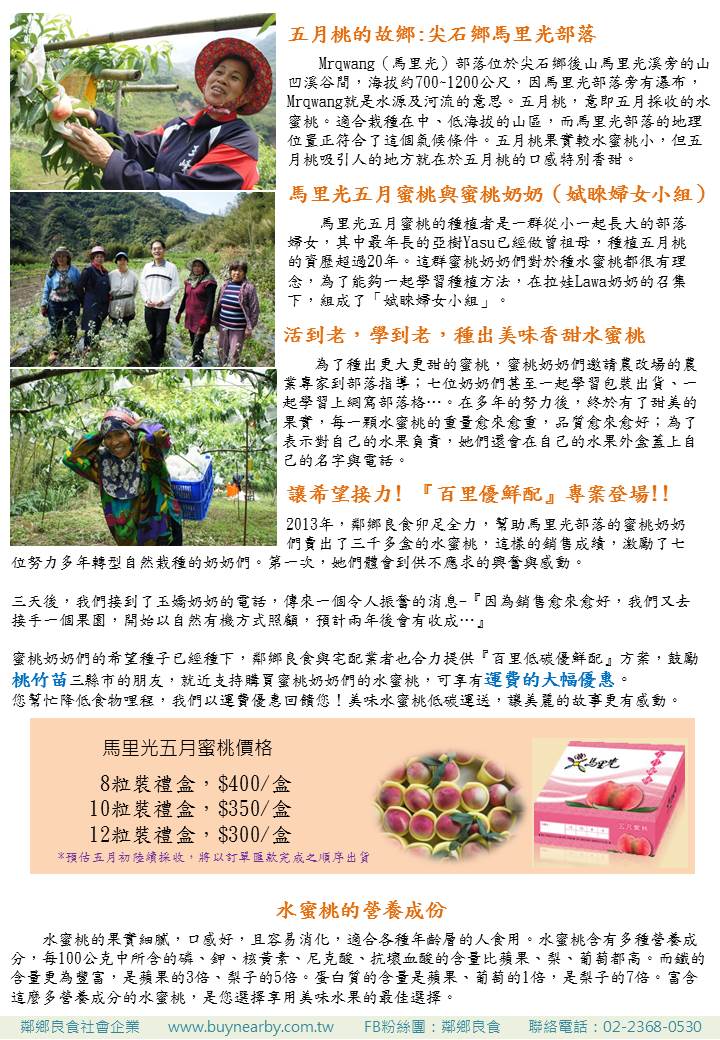 五月桃的故鄉:尖石鄉馬里光部落
Mrqwang（馬里光）部落位於尖石鄉後山馬里光溪旁的山
凹溪谷間，海拔約700~1200公尺，因馬里光部落旁有瀑布，
Mrqwang就是水源及河流的意思。五月桃，意即五月採收的水
蜜桃。適合栽種在中、低海拔的山區，而馬里光部落的地理
位置正符合了這個氣候條件。五月桃果實較水蜜桃小，但五
月桃吸引人的地方就在於五月桃的口感特別香甜。
馬里光五月蜜桃與蜜桃奶奶（娬睞婦女小組）
馬里光五月蜜桃的種植者是一群從小一起長大的部落
婦女，其中最年長的亞樹Yasu已經做曾祖母，種植五月桃
的資歷超過20年。這群蜜桃奶奶們對於種水蜜桃都很有理
念，為了能夠一起學習種植方法，在拉娃Lawa奶奶的召集
下，組成了「娬睞婦女小組」。
活到老，學到老，種出美味香甜水蜜桃
為了種出更大更甜的蜜桃，蜜桃奶奶們邀請農改場的農
業專家到部落指導；七位奶奶們甚至一起學習包裝出貨、一
起學習上網寫部落格…。在多年的努力後，終於有了甜美的
果實，每一顆水蜜桃的重量愈來愈重，品質愈來愈好；為了
表示對自己的水果負責，她們還會在自己的水果外盒蓋上自
己的名字與電話。
讓希望接力! 『百里優鮮配』專案登場!!
2013年，鄰鄉良食卯足全力，幫助馬里光部落的蜜桃奶奶
們賣出了三千多盒的水蜜桃，這樣的銷售成績，激勵了七
位努力多年轉型自然栽種的奶奶們。第一次，她們體會到供不應求的興奮與感動。
三天後，我們接到了玉嬌奶奶的電話，傳來一個令人振奮的消息-『因為銷售愈來愈好，我們又去
接手一個果園，開始以自然有機方式照顧，預計兩年後會有收成…』
蜜桃奶奶們的希望種子已經種下，鄰鄉良食與宅配業者也合力提供『百里低碳優鮮配』方案，鼓勵
桃竹苗三縣市的朋友，就近支持購買蜜桃奶奶們的水蜜桃，可享有運費的大幅優惠。
您幫忙降低食物哩程，我們以運費優惠回饋您！美味水蜜桃低碳運送，讓美麗的故事更有感動。
馬里光五月蜜桃價格
8粒裝禮盒，$400/盒
10粒裝禮盒，$350/盒
12粒裝禮盒，$300/盒
*預估五月初陸續採收，將以訂單匯款完成之順序出貨
馬里光
五月蜜桃
水蜜桃的營養成份
水蜜桃的果實細膩，口感好，且容易消化，適合各種年齡層的人食用。水蜜桃含有多種營養成
分，每100公克中所含的磷、鉀、核黃素、尼克酸、抗壞血酸的含量比蘋果、梨、葡萄都高。而鐵的
含量更為豐富，是蘋果的3倍、梨子的5倍。蛋白質的含量是蘋果、葡萄的1倍，是梨子的7倍。富含
這麼多營養成分的水蜜桃，是您選擇享用美味水果的最佳選擇。
鄰鄉良食社會企業 www.buynearby.com.tw FB粉絲團：鄰鄉良食 聯絡電話：02-2368-0530